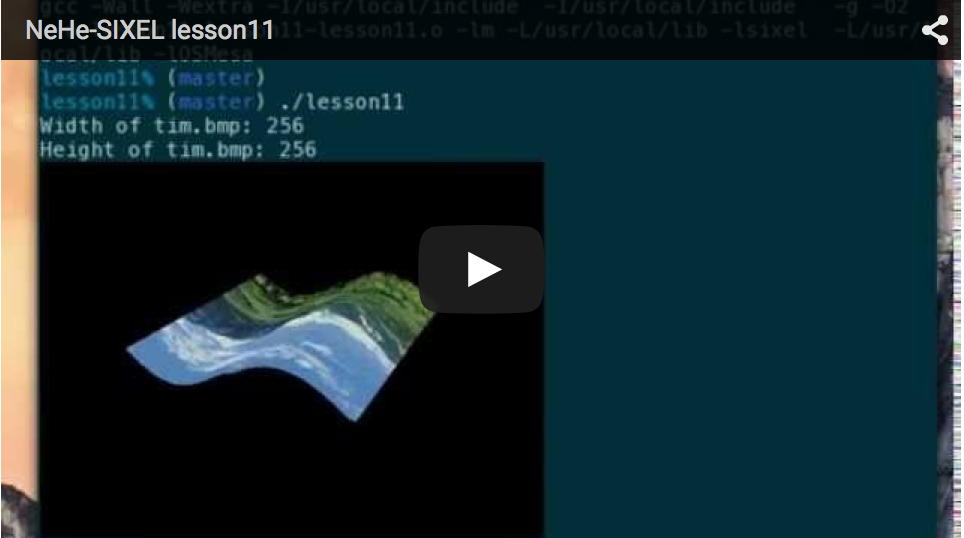 NeHe-SIXEL lesson11
gcc -Wall -Wextra -I/usr/local/include -I/usr/local/include -g -O2
11-lesson11.o -lm -L/usr/local/lib -lsixel -L/usr/
ocal/lib -lOSMesa
lesson11% (master)
lesson11% (master) ./lesson11
Width of tim.bmp: 256
Height of tim.bmp: 256